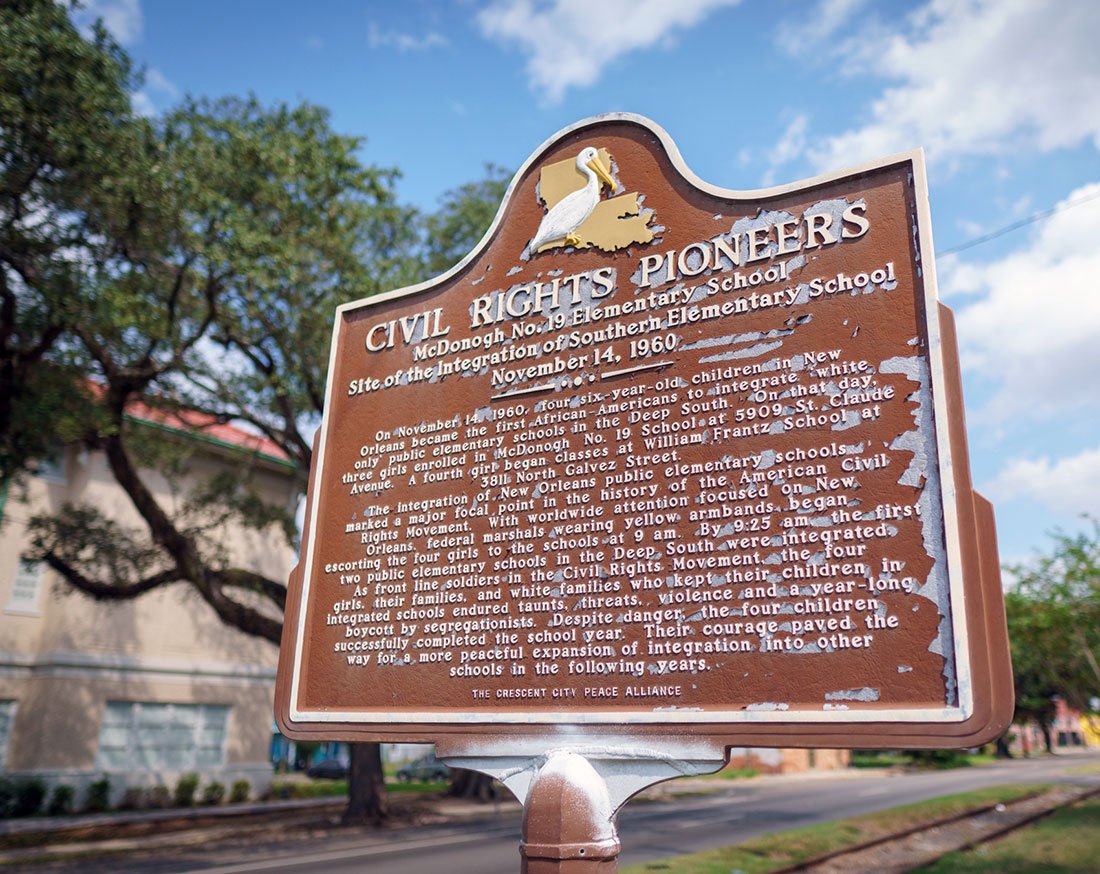 CIVIL RIGHTS PIONEERS
McDonogh No. 19 Elementary School
Site of the Integration of Southern Elementary School
November 14, 1960
On November 14, 1960, four six-year-old children in New
Orleans became the first African-Americans to integrate white
only public elementary schools in the Deep South. On that day,
three girls enrolled in McDonogh No. 19 School at 5909 St. Claude
Avenue. A fourth girl began classes at William Frantz School at
3811 North Galvez Street.
The integration of New Orleans public elementary schools
marked a major focal point in the history of the American Civil
Rights Movement. With worldwide attention focused on New
Orleans, federal marshals wearing yellow armbands began
escorting the four girls to the schools at 9 am. By 9:25 am, the first
two public elementary schools in the Deep South were integrated.
As front line soldiers in the Civil Rights Movement, the four
girls, their families, and white families who kept their children in
integrated schools endured taunts, threats, violence and a year-long
boycott by segregationists. Despite danger, the four children
successfully completed the school year. Their courage paved the
way for a more peaceful expansion of integration into other
schools in the following years.
THE CRESCENT CITY PEACE ALLIANCE